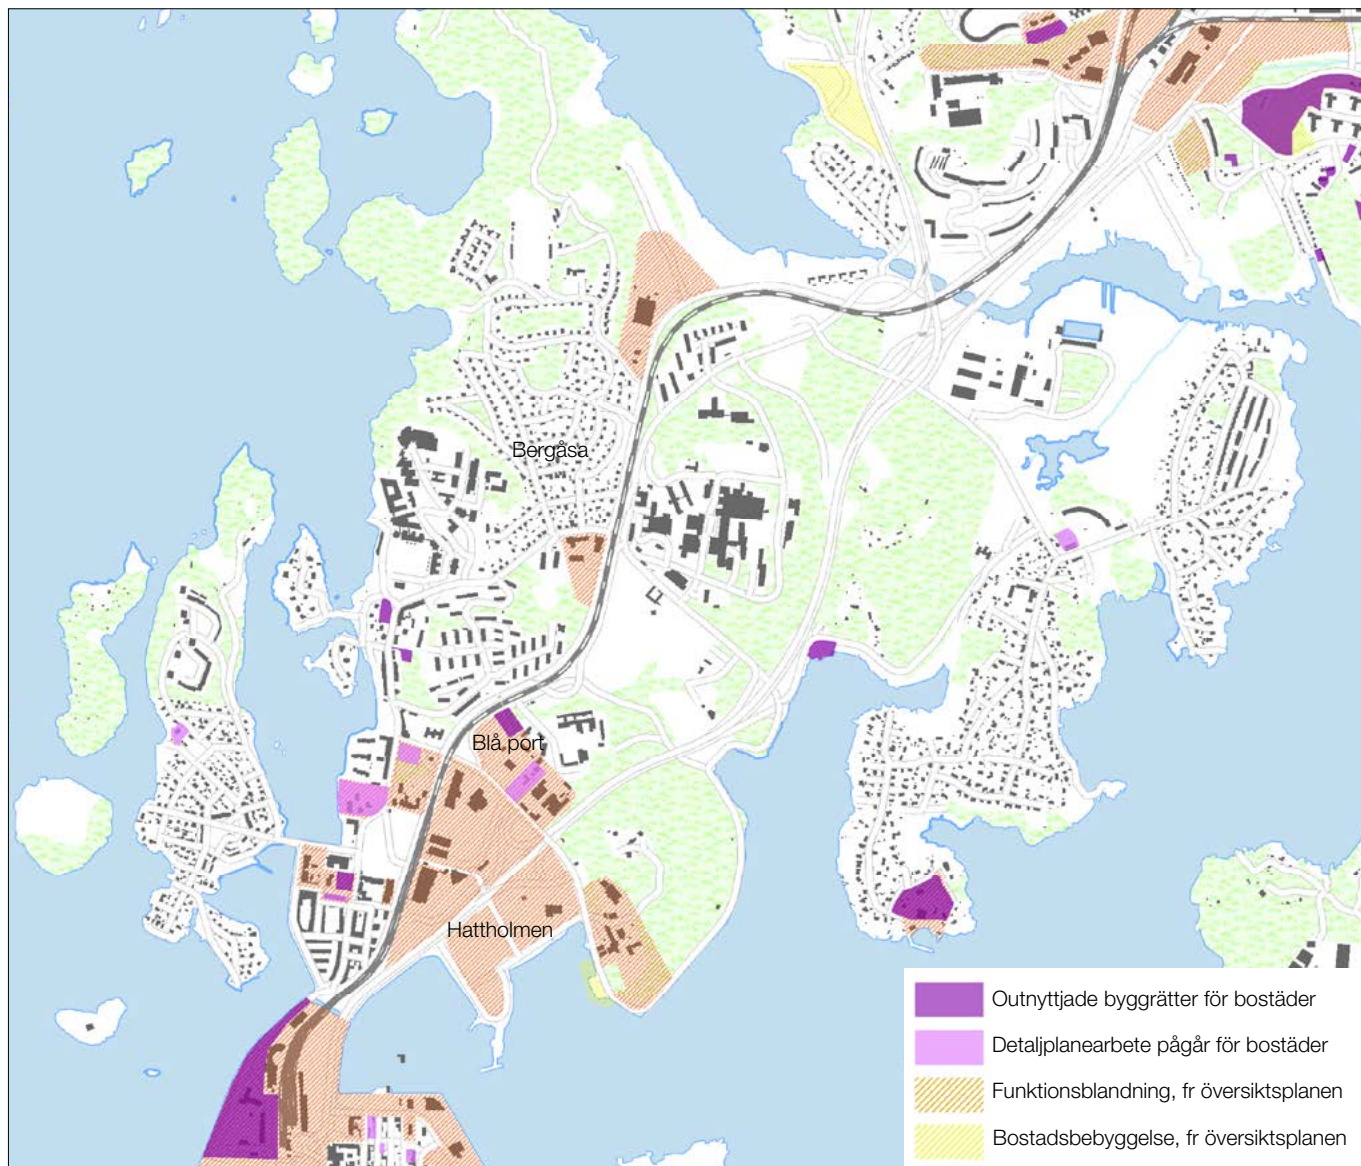 Bergåsa
Blå port
Hattholmen
Outnyttjade byggrätter för bostäder
Detaljplanearbete pågår för bostäder
Funktionsblandning, fr översiktsplanen
Bostadsbebyggelse, fr översiktsplanen